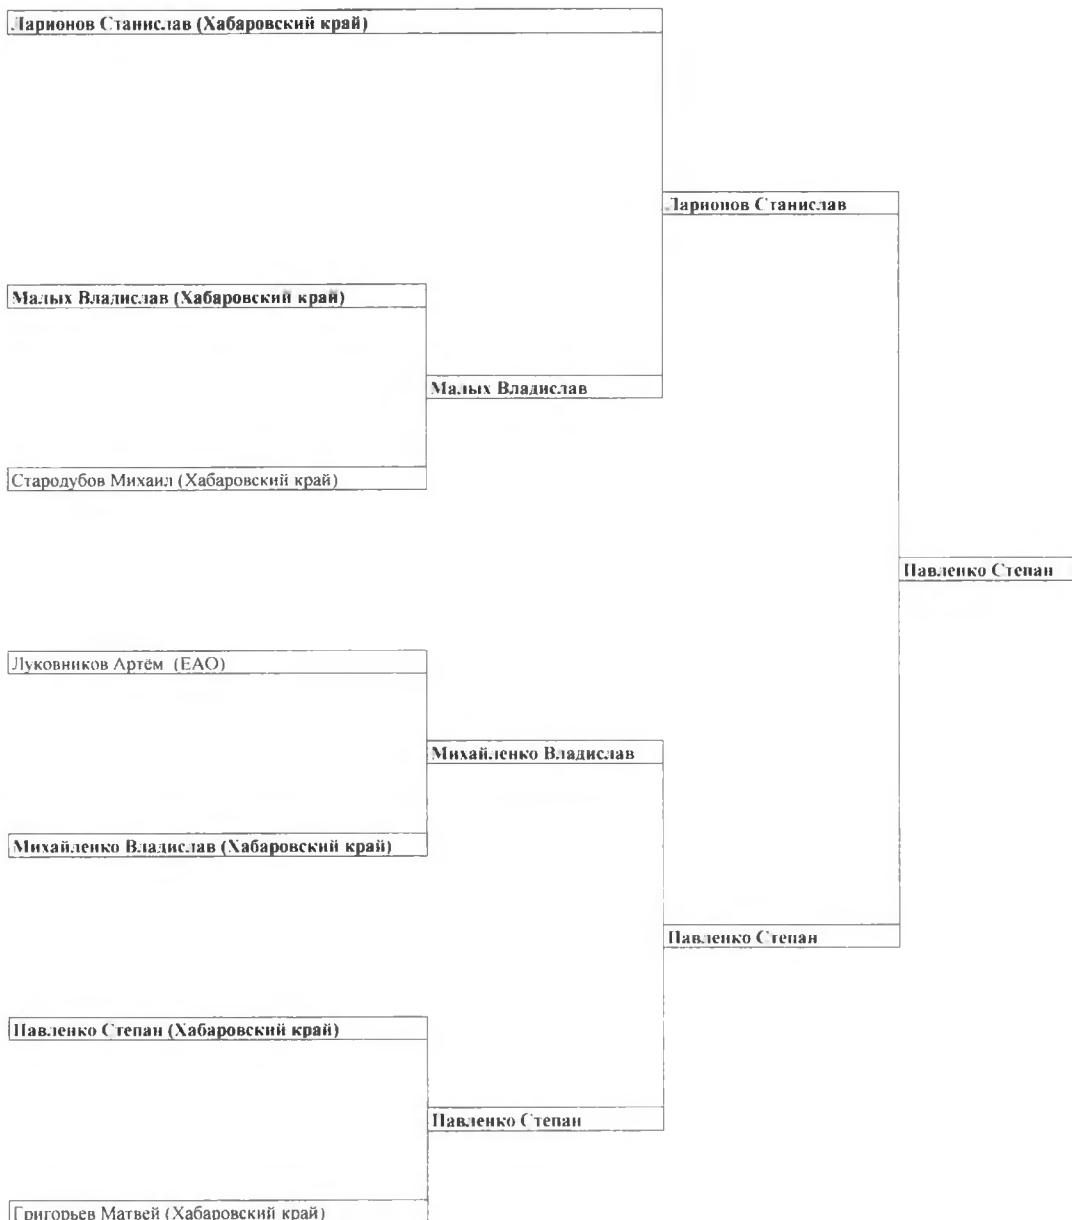 Ларионов Станислав (Хабаровский край)
Ларионов Станислав
Малых Владислав (Хабаровский край)
Малых Владислав
Стародубов Михаил (Хабаровский край)
Павленко Степан
Луковников Артём (ЕАО)
Михайленко Владислав
Михайленко Владислав (Хабаровский край)
Павленко Степан
Павленко Степан (Хабаровский край)
Павленко Степан
Григорьев Матвей (Хабаровский край)